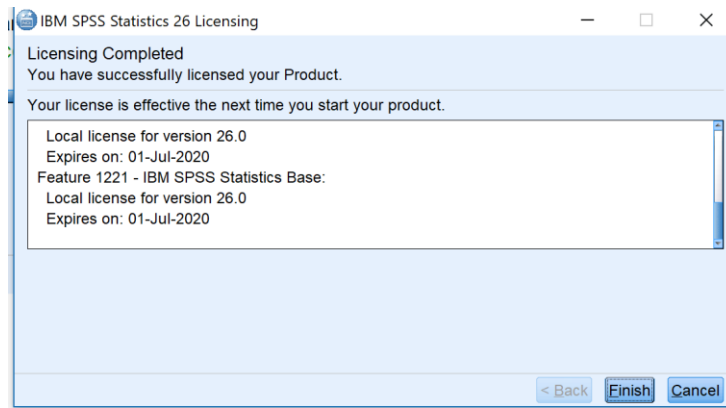 IBM SPSS Statistics 26 Licensing
Licensing Completed
You have successfully licensed your Product.
Your license is effective the next time you start your product.
Local license for version 26.0
Expires on: 01-Jul-2020
Feature 1221 - IBM SPSS Statistics Base:
Local license for version 26.0
Expires on: 01-Jul-2020
< Back Finish Cancel